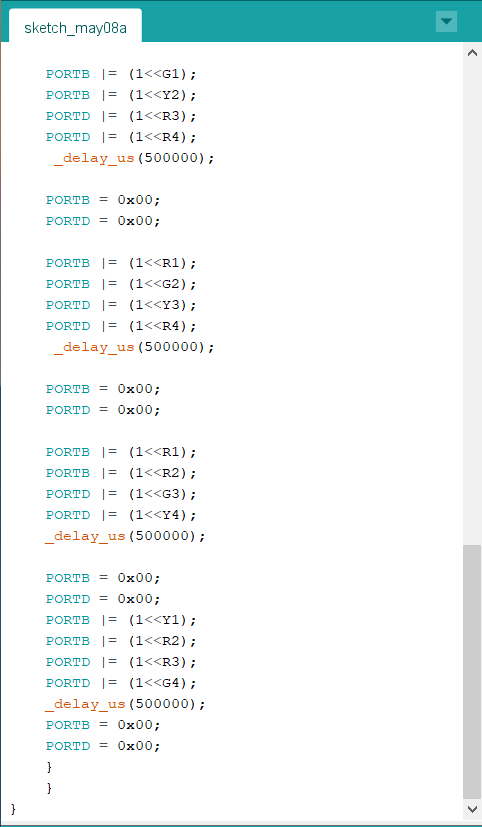 sketch_may08a
PORTB |= (1<<G1);
PORTB |= (1<<Y2);
PORTD |= (1<<R3);
PORTD |= (1<<R4);
_delay_us(500000);
PORTB = 0x00;
PORTD = 0x00;
PORTB |= (1<<R1);
PORTB |= (1<<G2);
PORTD |= (1<<Y3);
PORTD |= (1<<R4);
_delay_us(500000);
PORTB = 0x00;
PORTD = 0x00;
PORTB |= (1<<R1);
PORTB |= (1<<R2);
PORTD |= (1<<G3);
PORTD |= (1<<Y4);
_delay_us(500000);
PORTB = 0x00;
PORTD = 0x00;
PORTB |= (1<<Y1);
PORTB |= (1<<R2);
PORTD |= (1<<R3);
PORTD |= (1<<G4);
_delay_us(500000);
PORTB = 0x00;
PORTD = 0x00;
}
}
}